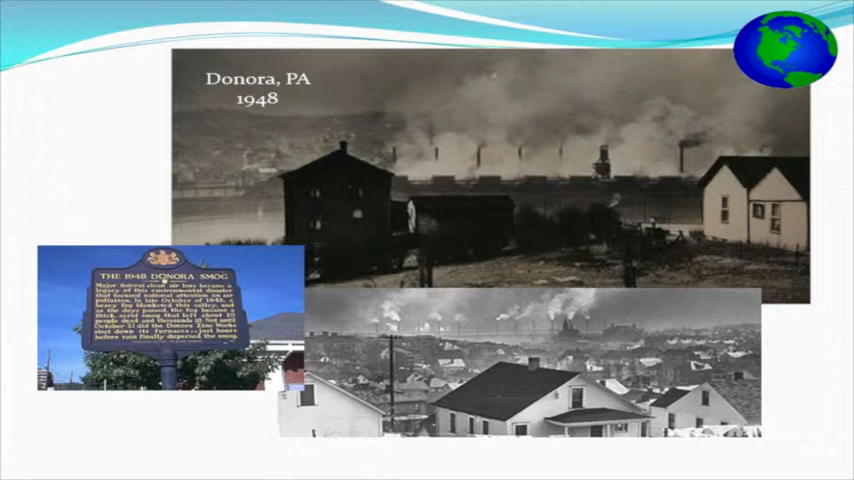 Donora, PA
1948
THE 1948 DONORA SMOG
Major federal clean air laws became a
legacy of this environmental disaster
that focused national attention on air
pollution. In late October of 1948, a
heavy fog blanketed this valley, and
as the days passed, the fog became a
thick, acrid smog that left about 20
people dead and thousands ill. Not until
October 31 did the Donora Zinc Works
shut down its furnaces--just hours
before rain finally dispersed the smog.